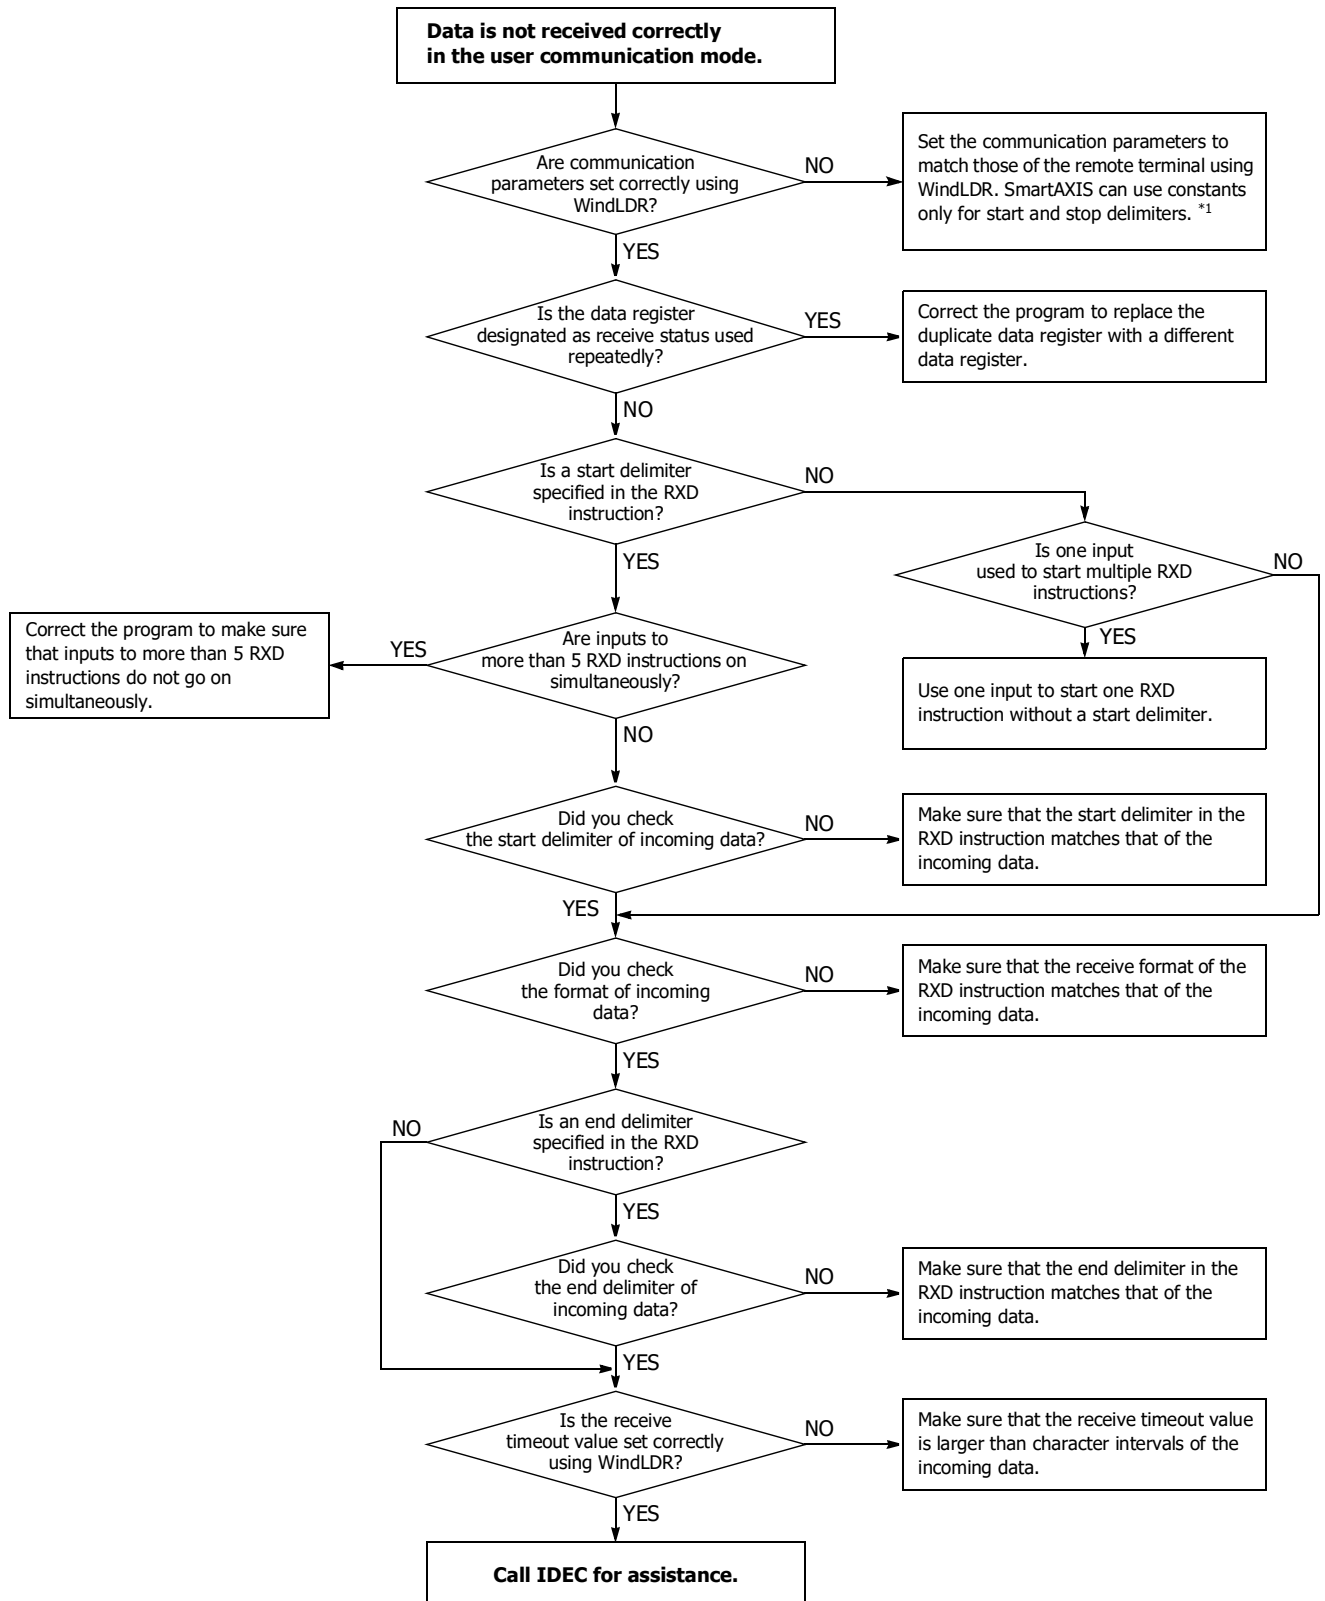 Data is not received correctly
in the user communication mode.
Are communication
parameters set correctly using
WindLDR?
NO
Set the communication parameters to
match those of the remote terminal using
WindLDR. SmartAXIS can use constants
only for start and stop delimiters. *1
YES
Is the data register
designated as receive status used
repeatedly?
YES
Correct the program to replace the
duplicate data register with a different
data register.
NO
Is a start delimiter
specified in the RXD
instruction?
NO
YES
Is one input
used to start multiple RXD
instructions?
NO
YES
Use one input to start one RXD
instruction without a start delimiter.
Are inputs to
more than 5 RXD instructions on
simultaneously?
YES
Correct the program to make sure
that inputs to more than 5 RXD
instructions do not go on
simultaneously.
NO
Did you check
the start delimiter of incoming data?
NO
Make sure that the start delimiter in the
RXD instruction matches that of the
incoming data.
YES
Did you check
the format of incoming
data?
NO
Make sure that the receive format of the
RXD instruction matches that of the
incoming data.
YES
Is an end delimiter
specified in the RXD
instruction?
NO
YES
Did you check
the end delimiter of
incoming data?
NO
Make sure that the end delimiter in the
RXD instruction matches that of the
incoming data.
YES
Is the receive
timeout value set correctly
using WindLDR?
NO
Make sure that the receive timeout value
is larger than character intervals of the
incoming data.
YES
Call IDEC for assistance.